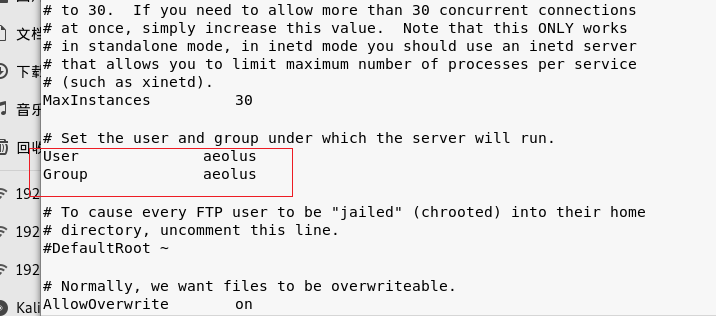 # to 30.  If you need to allow more than 30 concurrent connections
# at once, simply increase this value.  Note that this ONLY works
文档
# in standalone mode, in inetd mode you should use an inetd server
下载
# that allows you to limit maximum number of processes per service
# (such as xinetd).
音乐
MaxInstances         30
# Set the user and group under which the server will run.
回收
User              aeolus
Group             aeolus
192
# To cause every FTP user to be "jailed" (chrooted) into their home
192
# directory, uncomment this line.
#DefaultRoot ~
192
# Normally, we want files to be overwriteable.
Kali
AllowOverwrite       on